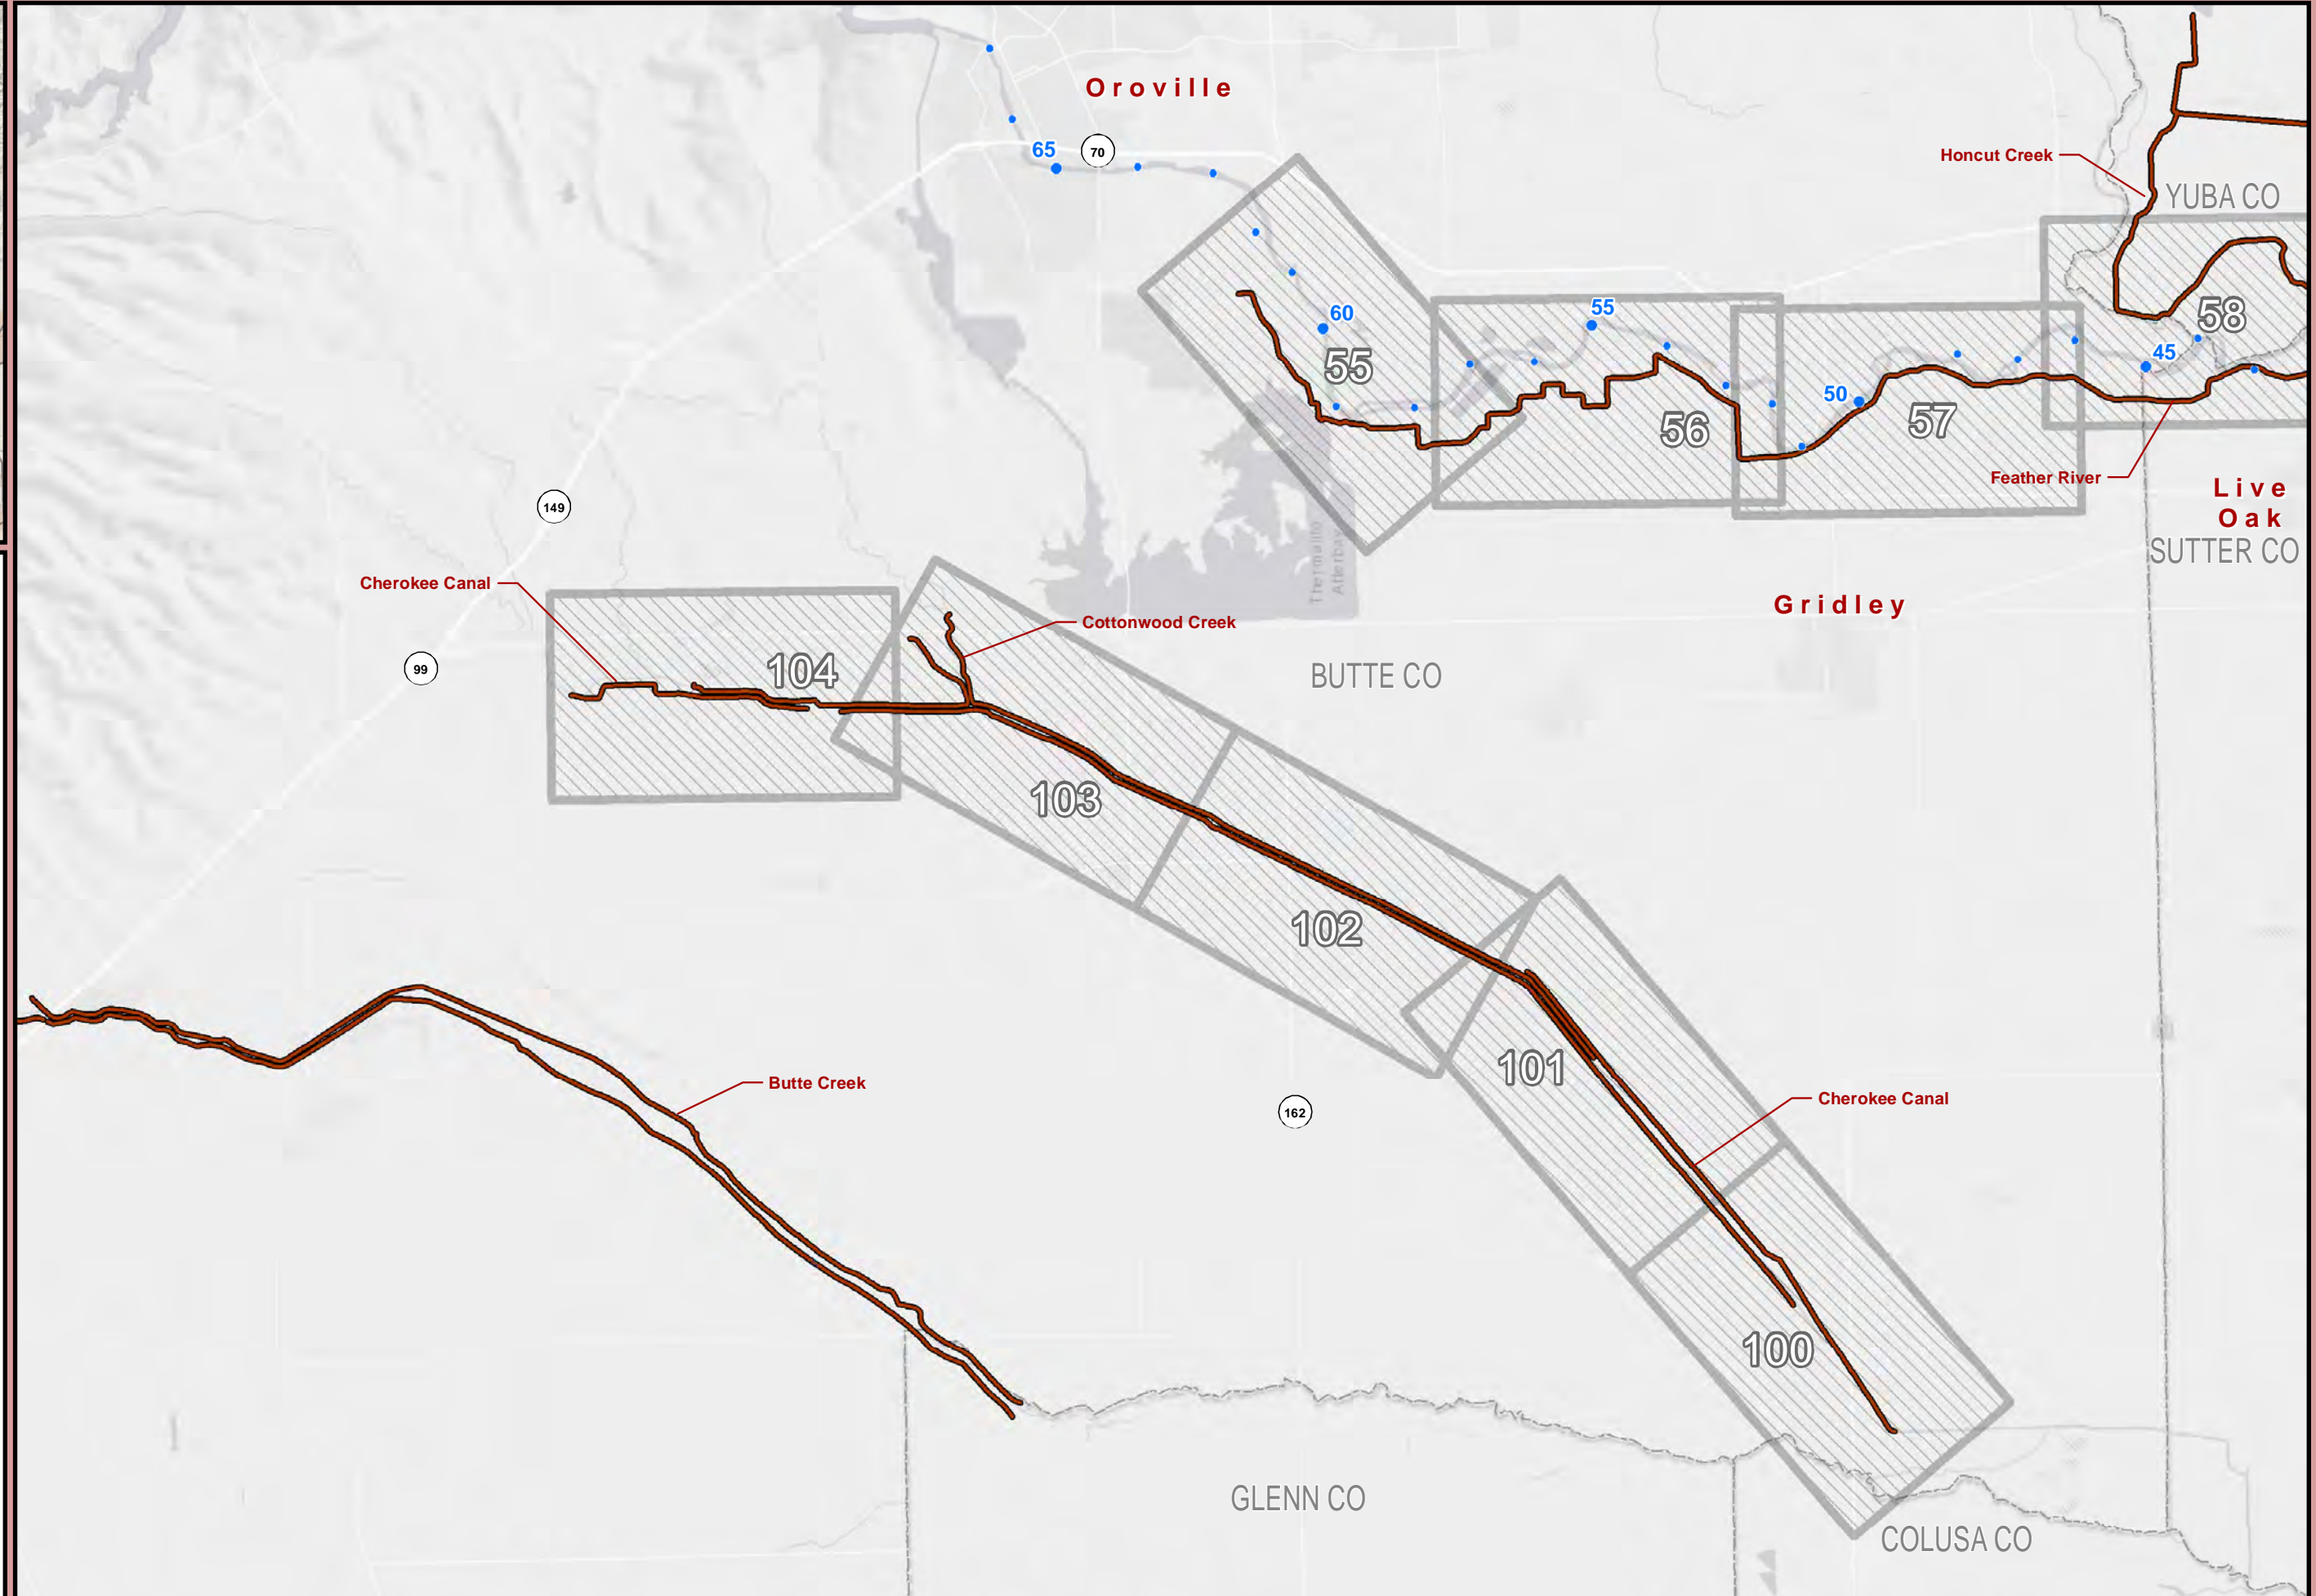 Oroville
65
70
Honcut Creek
YUBA CO
60
55
55
58
45
50
56
57
Feather River
Live
Oak
SUTTER CO
149
Thermalito
Afterbay
Cherokee Canal
Gridley
Cottonwood Creek
99
104
BUTTE CO
103
102
101
Butte Creek
162
Cherokee Canal
100
GLENN CO
COLUSA CO